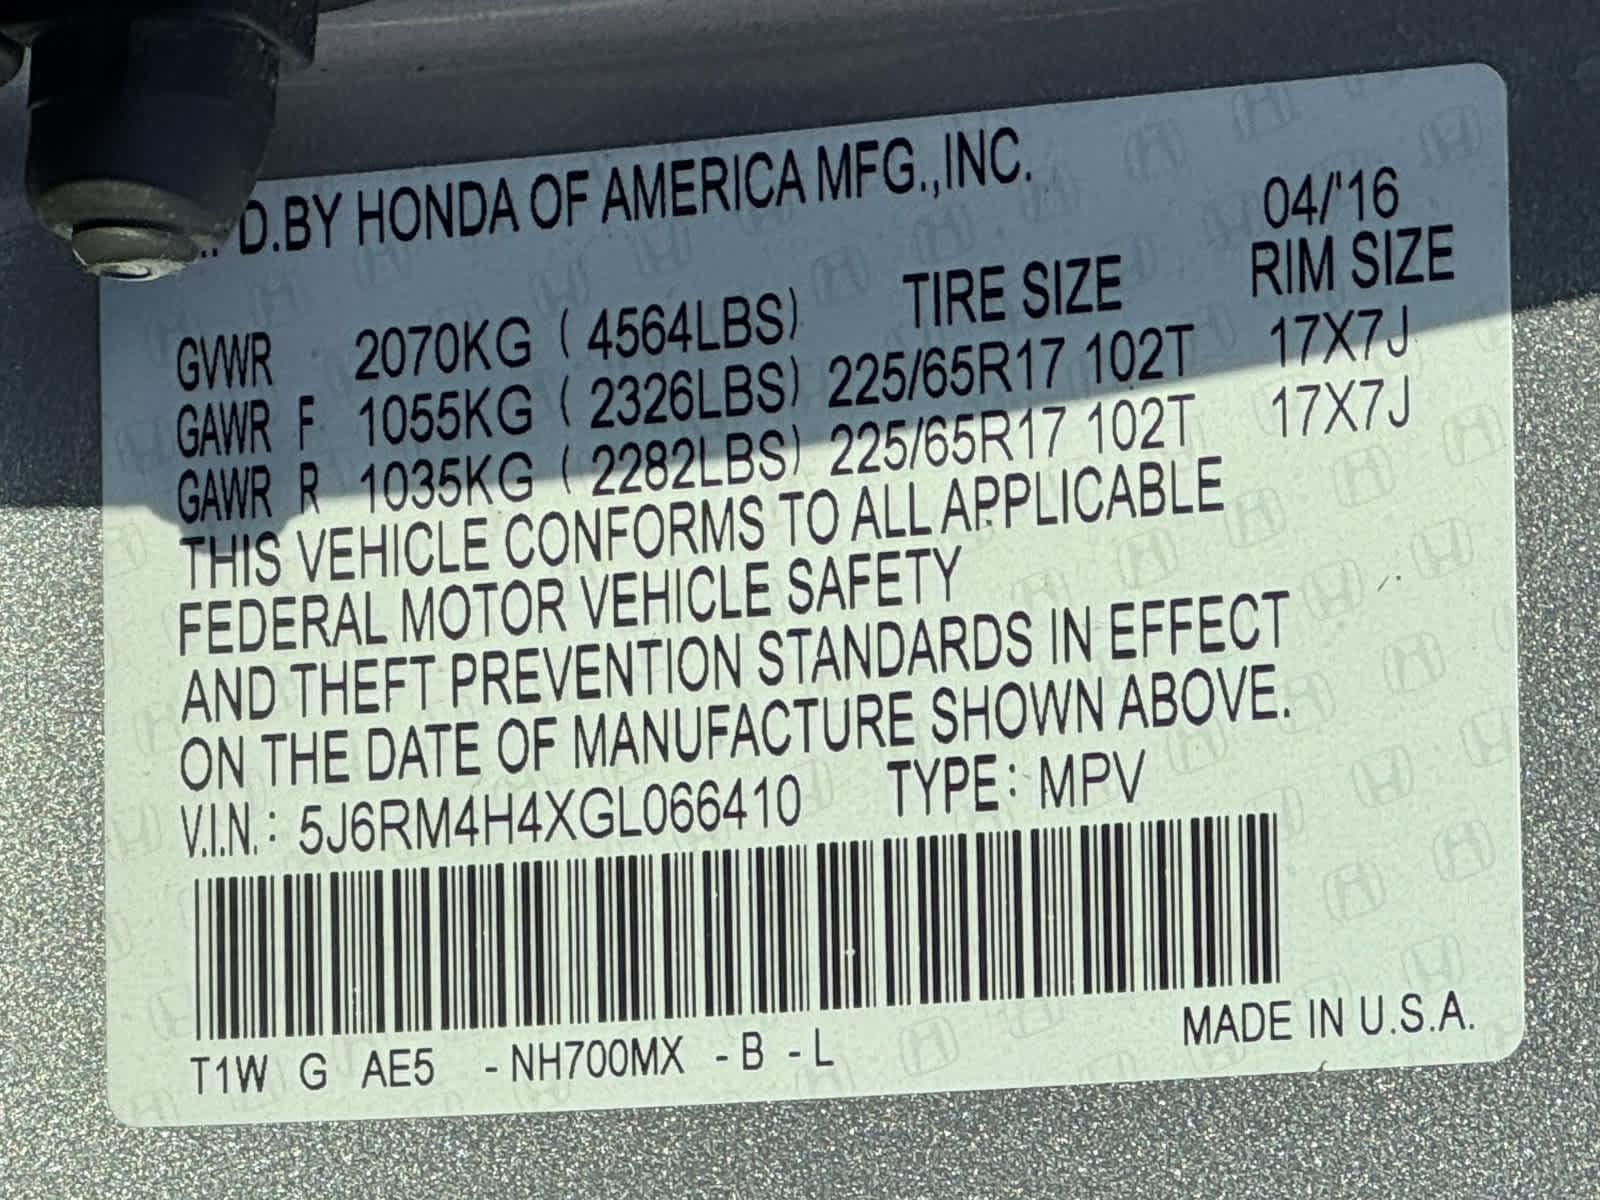 D.BY HONDA OF AMERICA MFG.,INC.
04/'16
TIRE SIZE RIM SIZE
GVWR 2070KG ( 4564LBS)
GAWR F 1055KG ( 2326LBS) 225/65R17 102T 17X7J
GAWR R 1035KG ( 2282LBS) 225/65R17 102T 17X7J
THIS VEHICLE CONFORMS TO ALL APPLICABLE
FEDERAL MOTOR VEHICLE SAFETY
AND THEFT PREVENTION STANDARDS IN EFFECT
ON THE DATE OF MANUFACTURE SHOWN ABOVE.
V.I.N.: 5J6RM4H4XGL066410 TYPE: MPV
T1W G AE5 - NH700MX - B - L
MADE IN U.S.A.